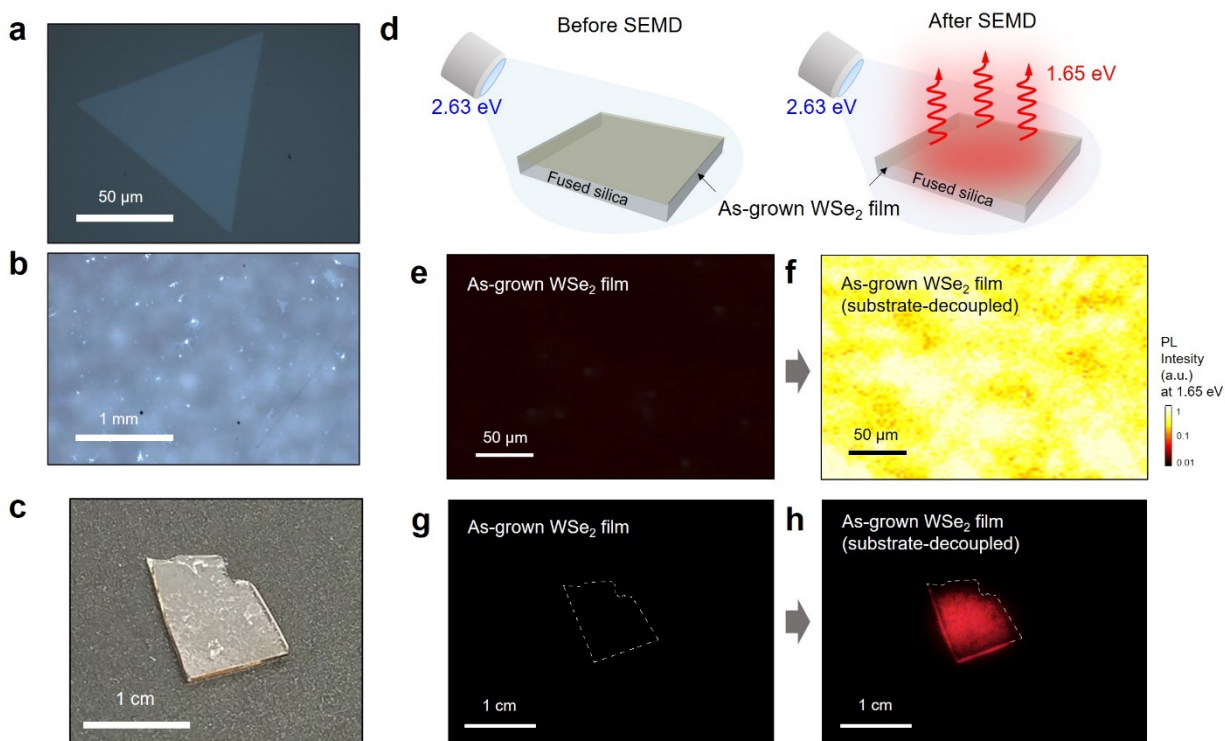 a
50 µm
b
1 mm
c
1 cm
d
Before SEMD
After SEMD
2.63 eV
Fused silica
As-grown WSe₂ film
2.63 eV
1.65 eV
Fused silica
e
As-grown WSe₂ film
50 µm
f
As-grown WSe₂ film
(substrate-decoupled)
50 µm
PL
Intesity
(a.u.)
at 1.65 eV
1
0.1
0.01
g
As-grown WSe₂ film
1 cm
h
As-grown WSe₂ film
(substrate-decoupled)
1 cm